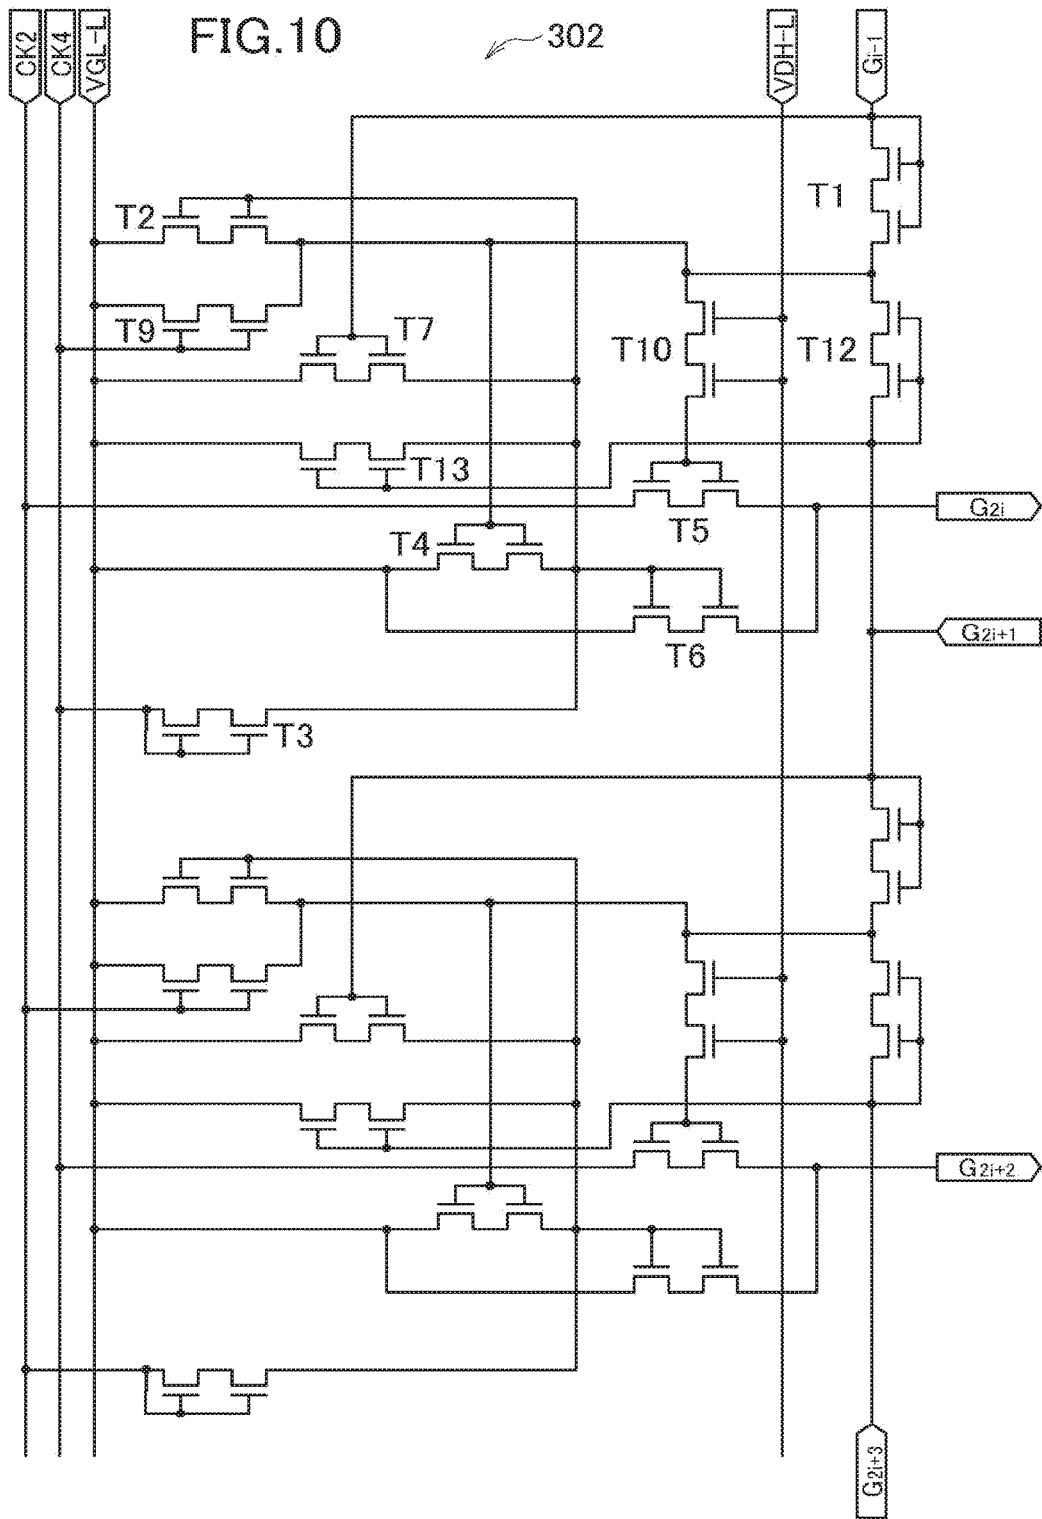 FIG.10
302
CK2
CK4
VGL-L
VDH-L
Gi-1
T1
T2
T9
T7
T10
T12
T13
G2i
T5
T4
G2i+1
T6
T3
G2i+2
G2i+3